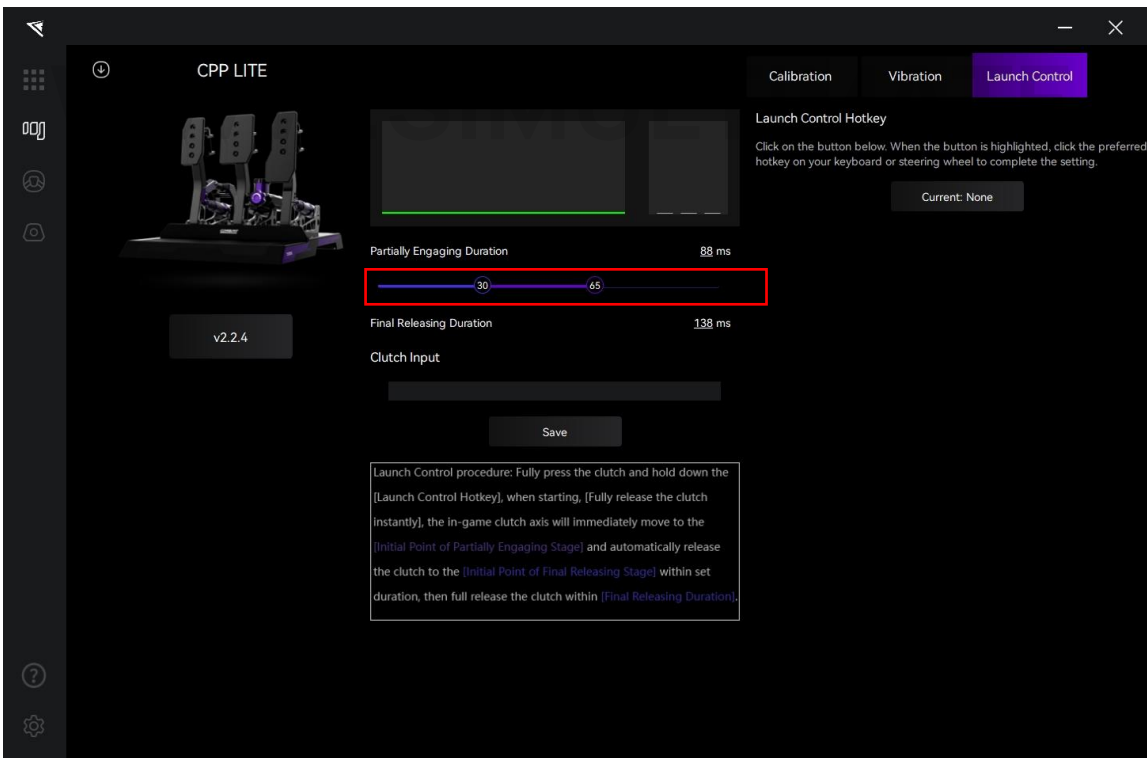 CPP LITE
Calibration
Vibration
Launch Control
Launch Control Hotkey
Click on the button below. When the button is highlighted, click the preferred
hotkey on your keyboard or steering wheel to complete the setting.
Current: None
Partially Engaging Duration
88 ms
30
65
Final Releasing Duration
138 ms
v2.2.4
Clutch Input
Save
Launch Control procedure: Fully press the clutch and hold down the
[Launch Control Hotkey], when starting, [Fully release the clutch
instantly], the in-game clutch axis will immediately move to the
[Initial Point of Partially Engaging Stage] and automatically release
the clutch to the [Initial Point of Final Releasing Stage] within set
duration, then full release the clutch within [Final Releasing Duration].